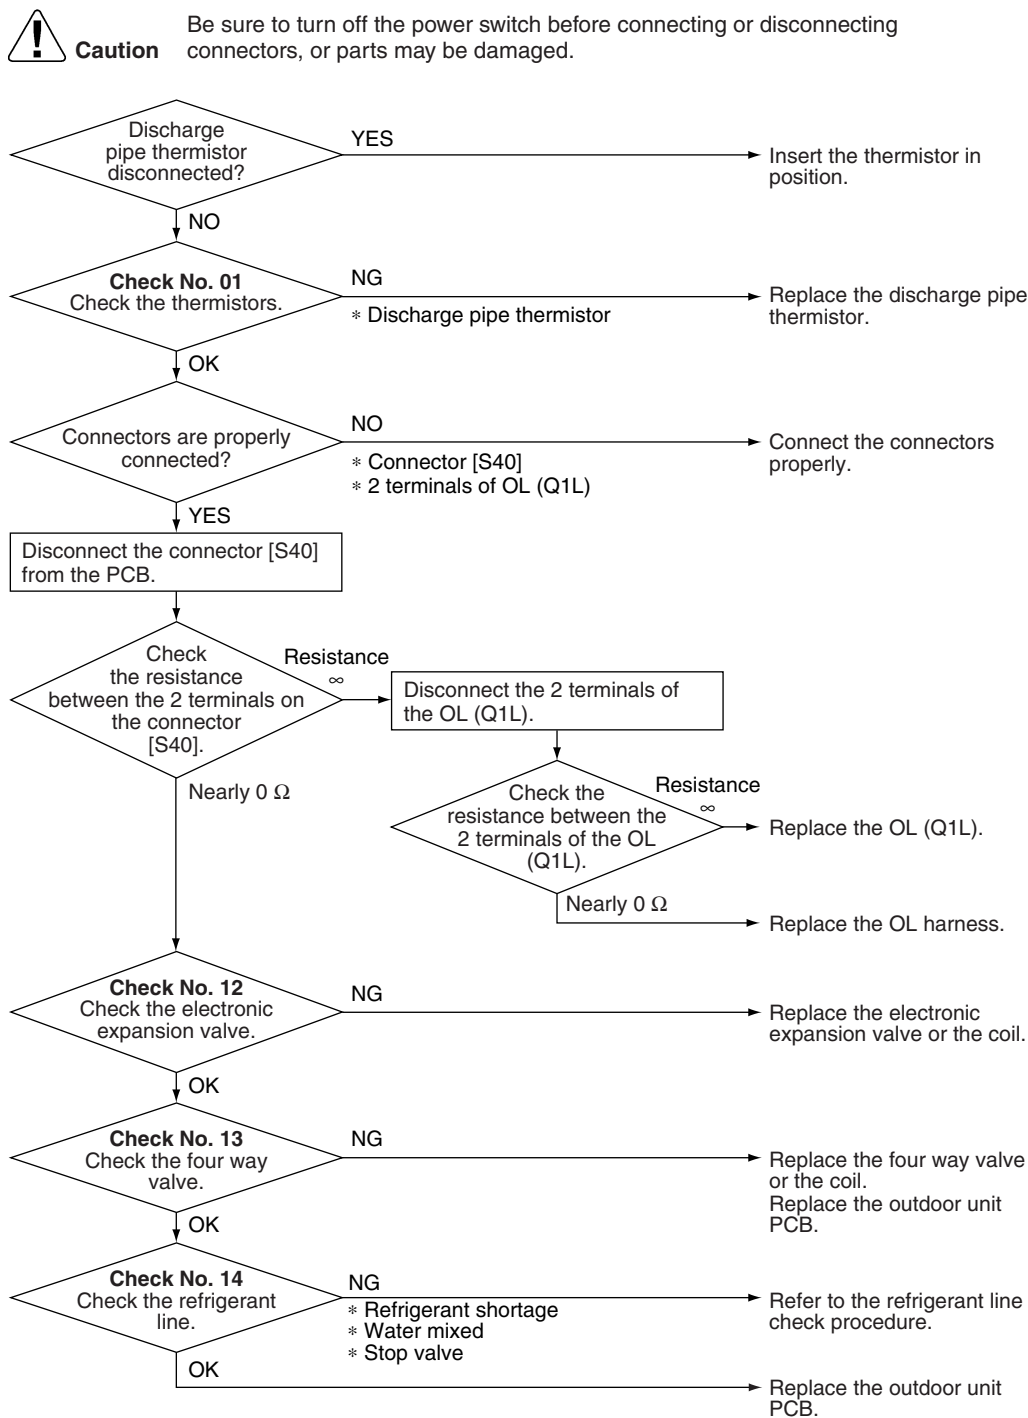 Be sure to turn off the power switch before connecting or disconnecting
Caution connectors, or parts may be damaged.
Discharge
pipe thermistor
disconnected?
YES
Insert the thermistor in
position.
NO
Check No. 01
Check the thermistors.
NG
* Discharge pipe thermistor
Replace the discharge pipe
thermistor.
OK
Connectors are properly
connected?
NO
* Connector [S40]
* 2 terminals of OL (Q1L)
Connect the connectors
properly.
YES
Disconnect the connector [S40]
from the PCB.
Check
the resistance
between the 2 terminals on
the connector
[S40].
Resistance
∞
Disconnect the 2 terminals of
the OL (Q1L).
Nearly 0 Ω
Check the
resistance between the
2 terminals of the OL
(Q1L).
Resistance
∞
Replace the OL (Q1L).
Nearly 0 Ω
Replace the OL harness.
Check No. 12
Check the electronic
expansion valve.
NG
Replace the electronic
expansion valve or the coil.
OK
Check No. 13
Check the four way
valve.
NG
Replace the four way valve
or the coil.
Replace the outdoor unit
PCB.
OK
Check No. 14
Check the refrigerant
line.
NG
* Refrigerant shortage
* Water mixed
* Stop valve
Refer to the refrigerant line
check procedure.
OK
Replace the outdoor unit
PCB.